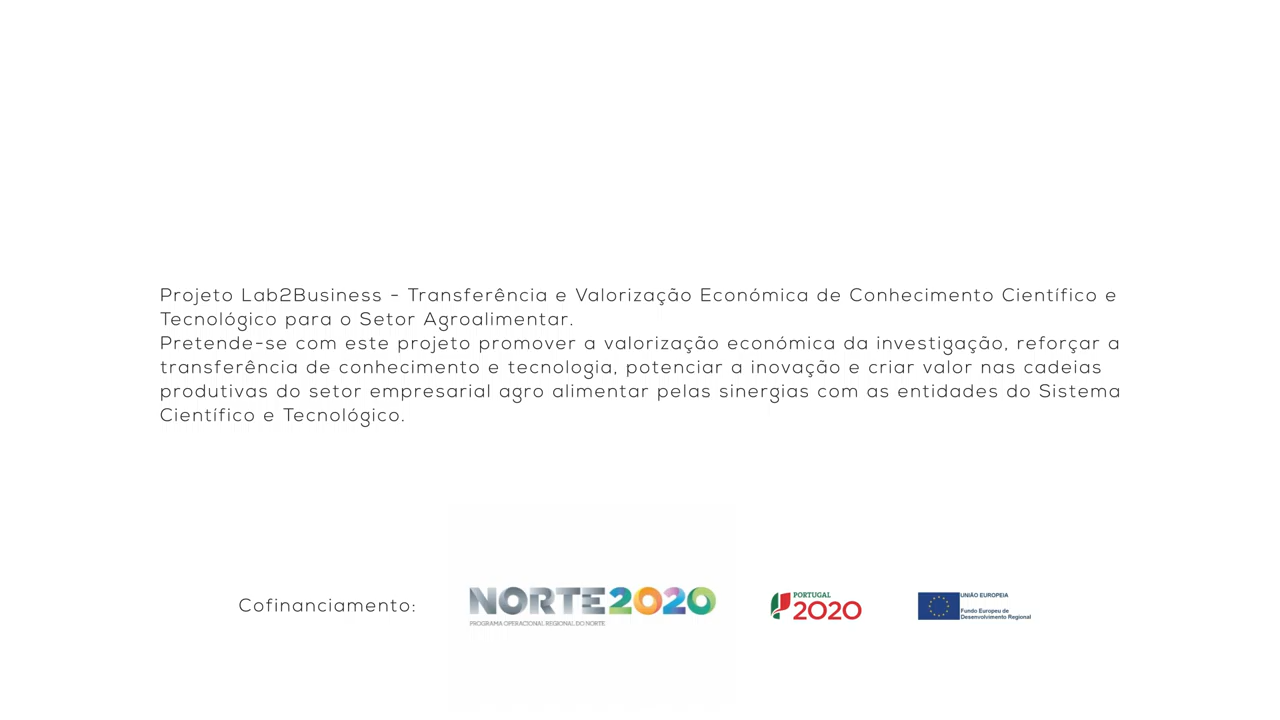 Projeto Lab2Business - Transferência e Valorização Económica de Conhecimento Científico e
Tecnológico para o Setor Agroalimentar.
Pretende-se com este projeto promover a valorização económica da investigação, reforçar a
transferência de conhecimento e tecnologia, potenciar a inovação e criar valor nas cadeias
produtivas do setor empresarial agro alimentar pelas sinergias com as entidades do Sistema
Científico e Tecnológico.
Cofinanciamento:
NORTE2020
PROGRAMA OPERACIONAL REGIONAL DO NORTE
PORTUGAL
2020
UNIÃO EUROPEIA
Fundo Europeu de
Desenvolvimento Regional